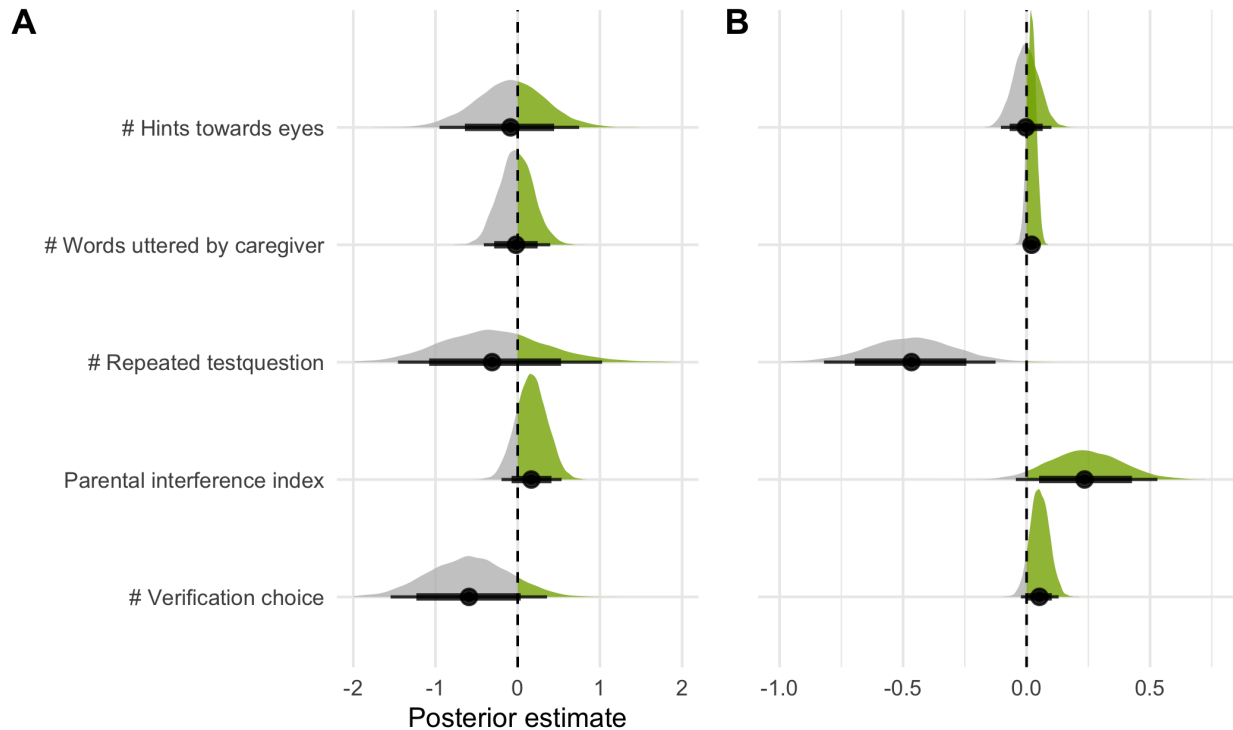 A
B
# Hints towards eyes
# Words uttered by caregiver
# Repeated testquestion
Parental interference index
# Verification choice
-2 -1 0 1 2
-1.0 -0.5 0.0 0.5
Posterior estimate